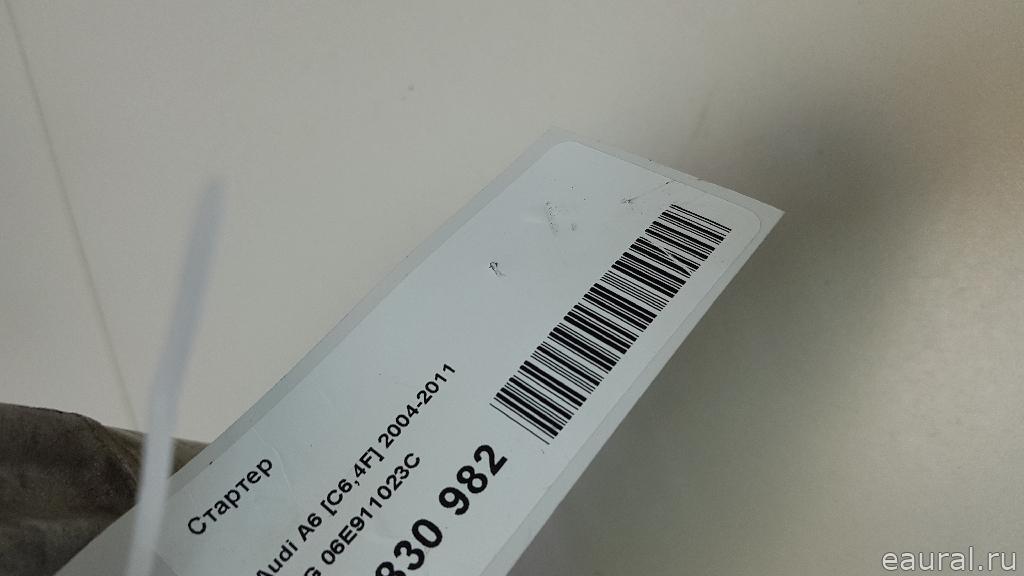 Стартер
Audi A6 [C6,4F] 2004-2011
06E911023C
830 982
eaural.ru